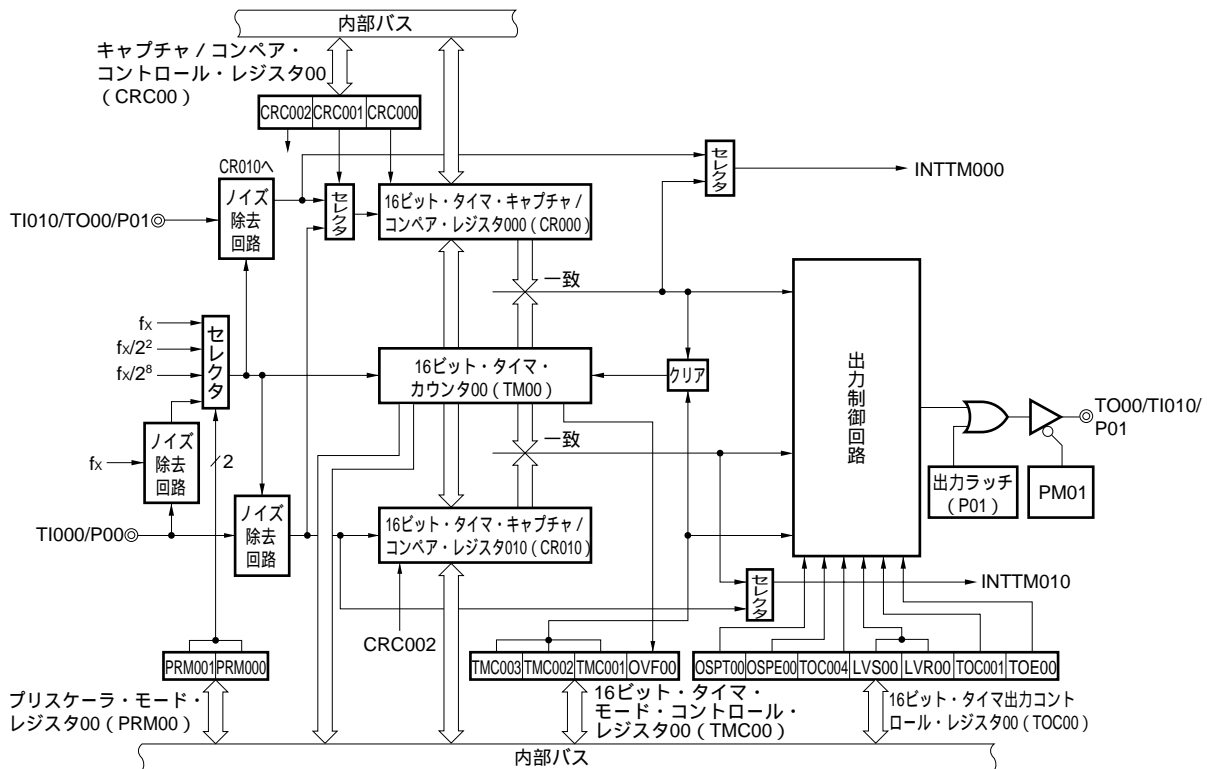 内部バス
キャプチャ / コンペア・
コントロール・レジスタ00
（CRC00）
CRC002 CRC001 CRC000
CR010へ
ノイズ
除去
回路
TI010/TO00/P01
セレクタ
16ビット・タイマ・キャプチャ /
コンペア・レジスタ000（CR000）
セレクタ
INTTM000
一致
fx
fx/2²
fx/2⁸
セレクタ
16ビット・タイマ・
カウンタ00（TM00）
クリア
出力制御回路
TO00/TI010/
P01
出力ラッチ
（P01）
PM01
fx
ノイズ
除去
回路
2
一致
TI000/P00
ノイズ
除去
回路
16ビット・タイマ・キャプチャ /
コンペア・レジスタ010（CR010）
CRC002
セレクタ
INTTM010
PRM001 PRM000
TMC003 TMC002 TMC001 OVF00
OSPT00 OSPE00 TOC004 LVS00 LVR00 TOC001 TOE00
プリスケーラ・モード・
レジスタ00（PRM00）
16ビット・タイマ・
モード・コントロール・
レジスタ00（TMC00）
16ビット・タイマ出力コント
ロール・レジスタ00（TOC00）
内部バス